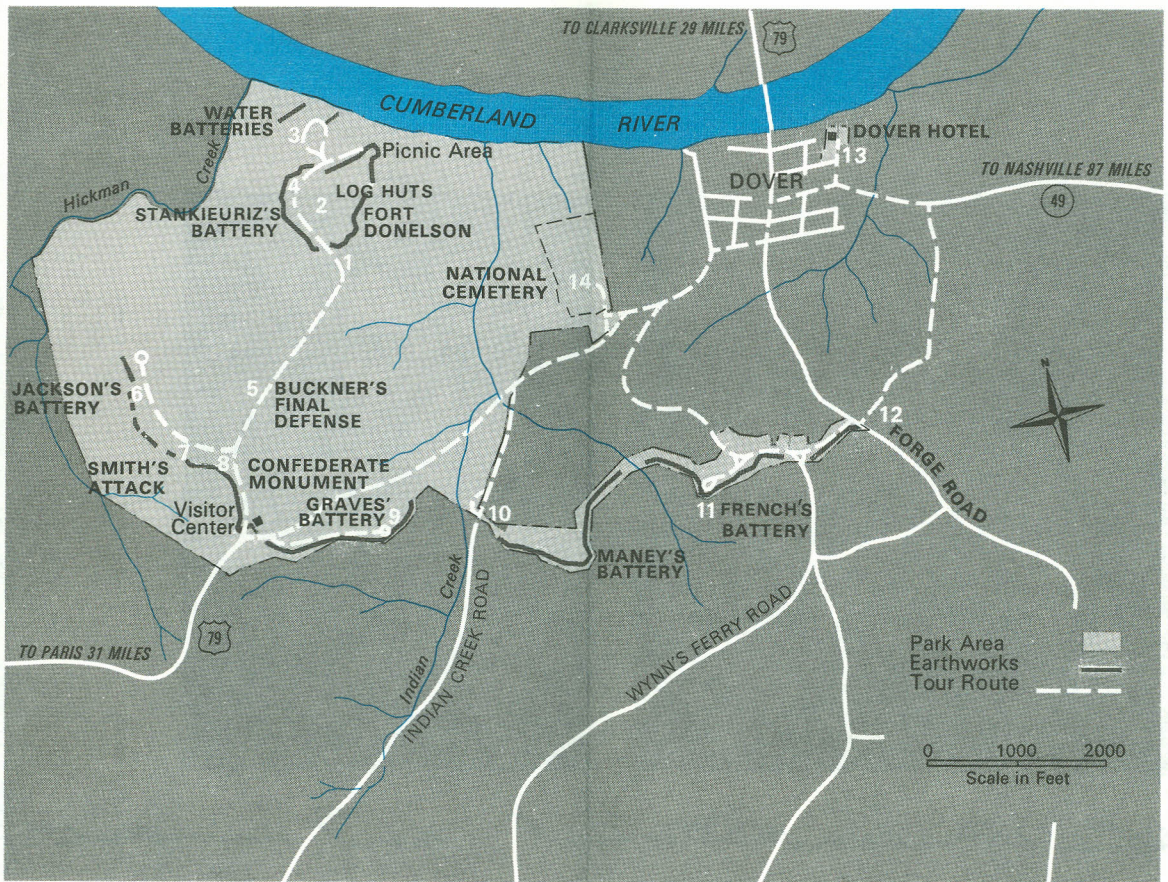 TO CLARKSVILLE 29 MILES
79
CUMBERLAND RIVER
WATER
BATTERIES
3
Picnic Area
DOVER HOTEL
13
TO NASHVILLE 87 MILES
49
Hickman Creek
4
LOG HUTS
2
STANKIEURIZ'S
BATTERY
FORT
DONELSON
DOVER
1
NATIONAL
CEMETERY
14
N
JACKSON'S
BATTERY
6
5
BUCKNER'S
FINAL
DEFENSE
12
FORGE ROAD
7
8
SMITH'S
ATTACK
CONFEDERATE
MONUMENT
Visitor
Center
GRAVES'
BATTERY
9
10
11
FRENCH'S
BATTERY
MANEY'S
BATTERY
Indian Creek
INDIAN CREEK ROAD
WYNN'S FERRY ROAD
79
TO PARIS 31 MILES
Park Area
Earthworks
Tour Route
0 1000 2000
Scale in Feet